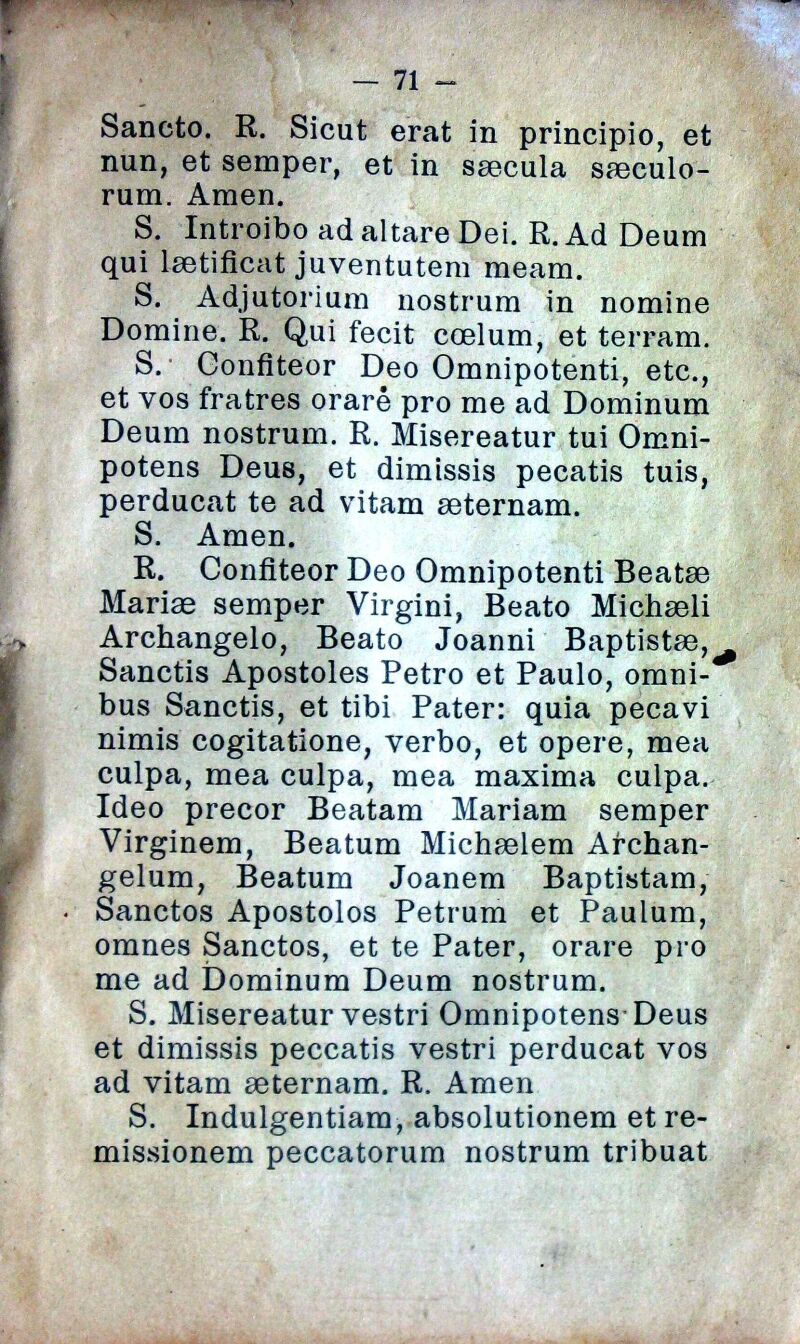 — 71 —
Sancto. R. Sicut erat in principio, et
nun, et semper, et in sæcula sæculo-
rum. Amen.
S. Introibo ad altare Dei. R. Ad Deum
qui lætificat juventutem meam.
S. Adjutorium nostrum in nomine
Domine. R. Qui fecit cœlum, et terram.
S. Confiteor Deo Omnipotenti, etc.,
et vos fratres orare pro me ad Dominum
Deum nostrum. R. Misereatur tui Omni-
potens Deus, et dimissis pecatis tuis,
perducat te ad vitam æternam.
S. Amen.
R. Confiteor Deo Omnipotenti Beatæ
Mariæ semper Virgini, Beato Michæli
Archangelo, Beato Joanni Baptistæ,
Sanctis Apostoles Petro et Paulo, omni-
bus Sanctis, et tibi Pater: quia pecavi
nimis cogitatione, verbo, et opere, mea
culpa, mea culpa, mea maxima culpa.
Ideo precor Beatam Mariam semper
Virginem, Beatum Michælem Archan-
gelum, Beatum Joanem Baptistam,
Sanctos Apostolos Petrum et Paulum,
omnes Sanctos, et te Pater, orare pro
me ad Dominum Deum nostrum.
S. Misereatur vestri Omnipotens Deus
et dimissis peccatis vestri perducat vos
ad vitam æternam. R. Amen
S. Indulgentiam, absolutionem et re-
missionem peccatorum nostrum tribuat